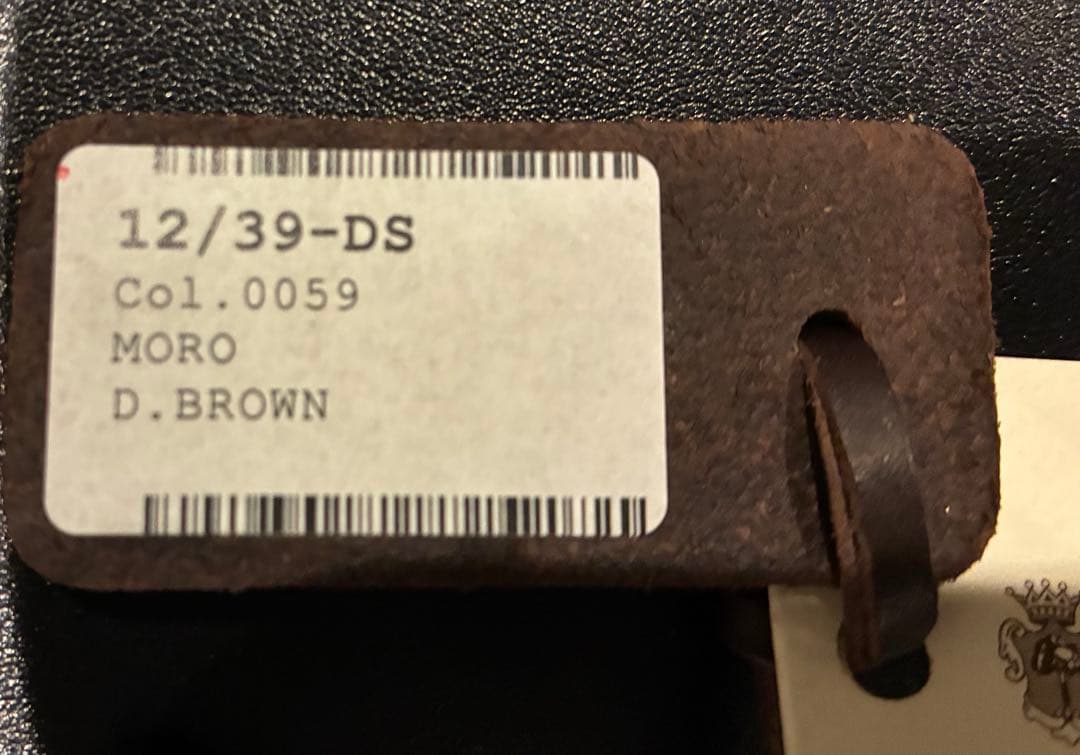 12/39-DS
Col.0059
MORO
D.BROWN